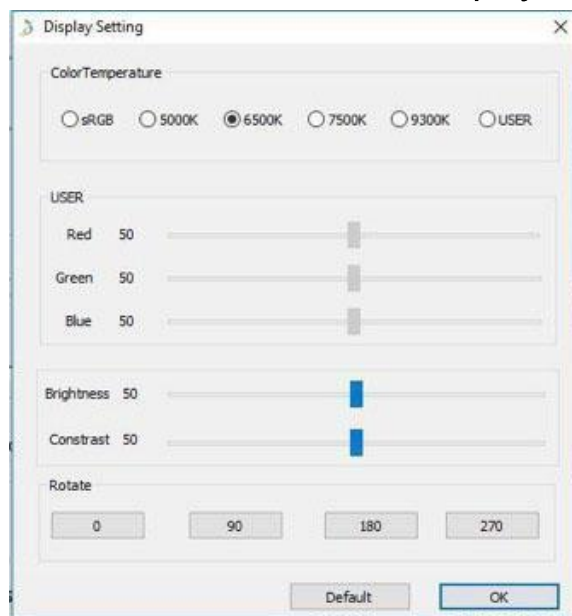 Display Setting
ColorTemperature
sRGB 5000K 6500K 7500K 9300K USER
USER
Red 50
Green 50
Blue 50
Brightness 50
Constrast 50
Rotate
0 90 180 270
Default OK